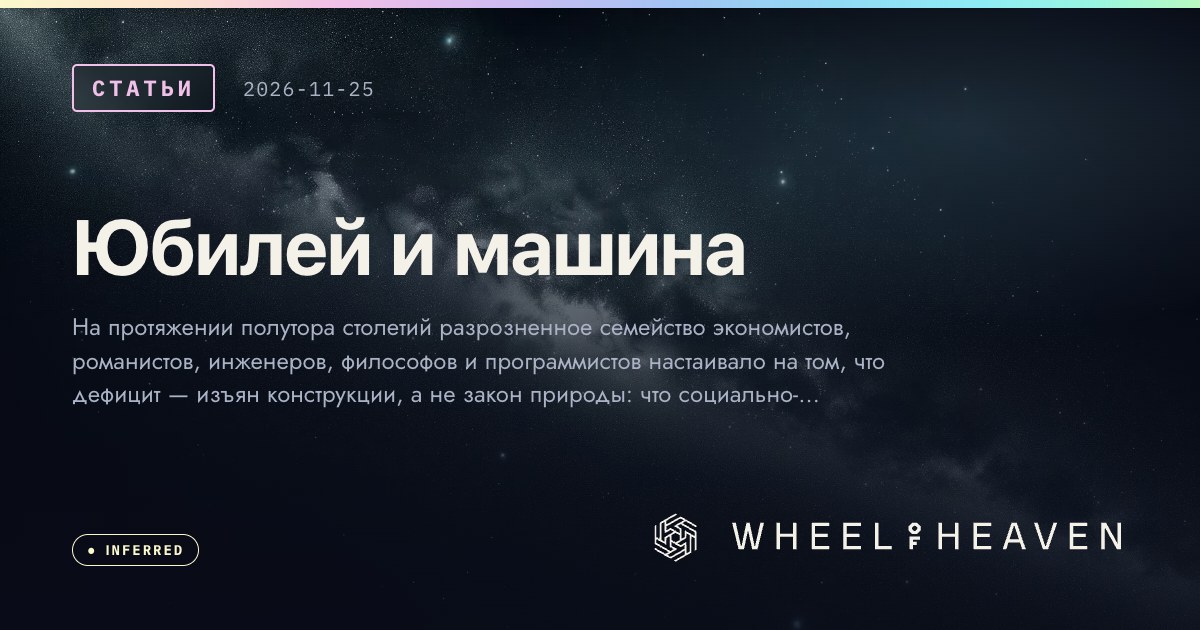 СТАТЬИ
2026-11-25
Юбилей и машина
На протяжении полутора столетий разрозненное семейство экономистов,
романистов, инженеров, философов и программистов настаивало на том, что
дефицит — изъян конструкции, а не закон природы: что социально-...
INFERRED
WHEEL OF HEAVEN